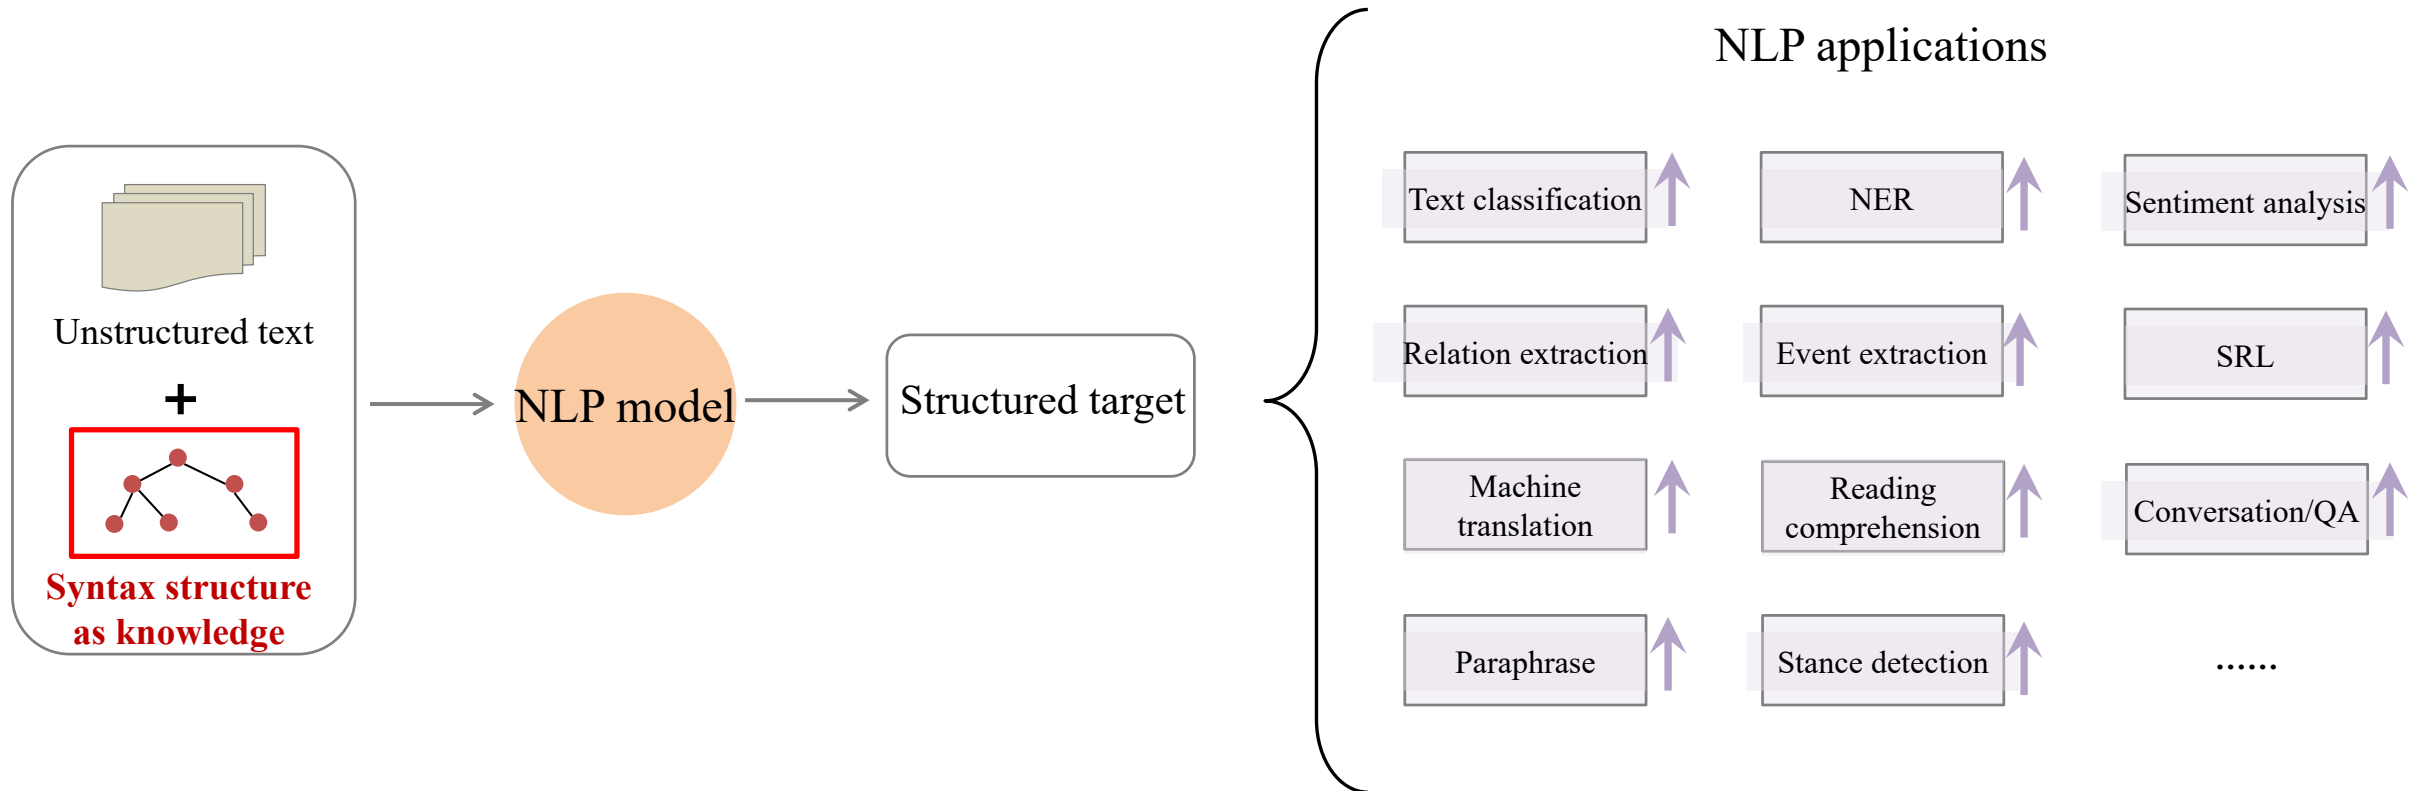 NLP applications
Unstructured text
+
Syntax structure
as knowledge
NLP model
Structured target
Text classification
NER
Sentiment analysis
Relation extraction
Event extraction
SRL
Machine
translation
Reading
comprehension
Conversation/QA
Paraphrase
Stance detection
......